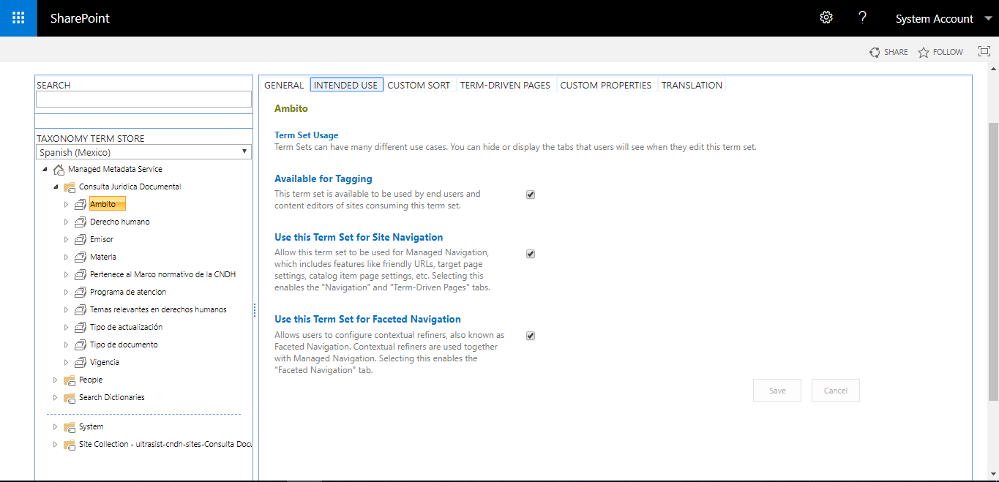 SharePoint
?
System Account
SHARE
FOLLOW
SEARCH
TAXONOMY TERM STORE
Spanish (Mexico)
Managed Metadata Service
Consulta Juridica Documental
Ambito
Derecho humano
Emisor
Materia
Pertenece al Marco normativo de la CNDH
Programa de atencion
Temas relevantes en derechos humanos
Tipo de actualización
Tipo de documento
Vigencia
People
Search Dictionaries
System
Site Collection - ultrasist-cndh-sites-Consulta Docu
GENERAL INTENDED USE CUSTOM SORT TERM-DRIVEN PAGES CUSTOM PROPERTIES TRANSLATION
Ambito
Term Set Usage
Term Sets can have many different use cases. You can hide or display the tabs that users will see when they edit this term set.
Available for Tagging
This term set is available to be used by end users and
content editors of sites consuming this term set.
Use this Term Set for Site Navigation
Allow this term set to be used for Managed Navigation,
which includes features like friendly URLs, target page
settings, catalog item page settings, etc. Selecting this
enables the "Navigation" and "Term-Driven Pages" tabs.
Use this Term Set for Faceted Navigation
Allows users to configure contextual refiners, also known as
Faceted Navigation. Contextual refiners are used together
with Managed Navigation. Selecting this enables the
"Faceted Navigation" tab.
Save
Cancel